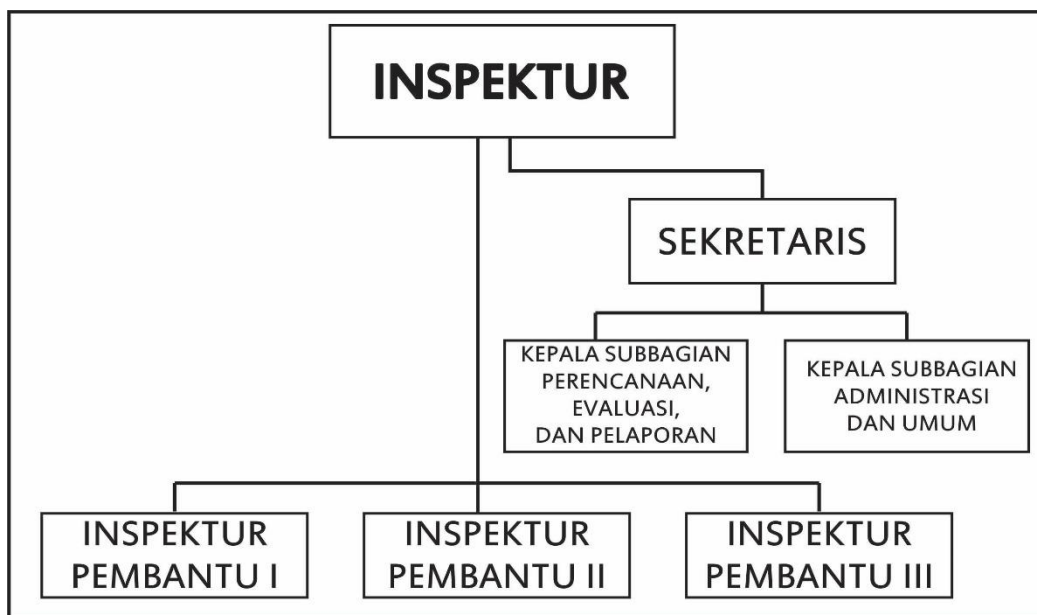 INSPEKTUR
SEKRETARIS
KEPALA SUBBAGIAN
PERENCANAAN,
EVALUASI,
DAN PELAPORAN
KEPALA SUBBAGIAN
ADMINISTRASI
DAN UMUM
INSPEKTUR
PEMBANTU I
INSPEKTUR
PEMBANTU II
INSPEKTUR
PEMBANTU III